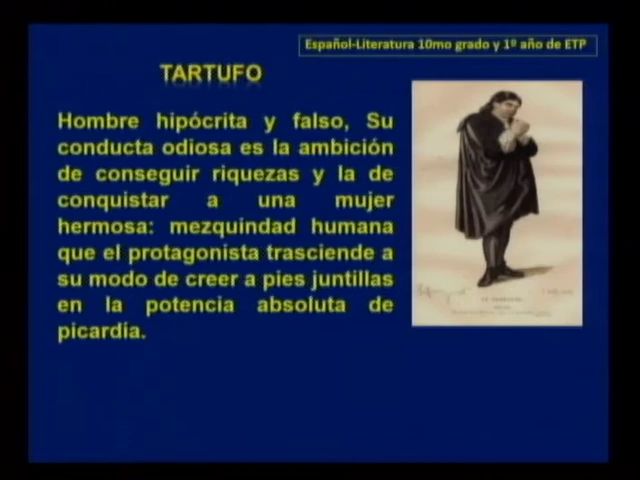 Español-Literatura 10mo grado y 1º año de ETP
TARTUFO
Hombre hipócrita y falso, Su
conducta odiosa es la ambición
de conseguir riquezas y la de
conquistar a una mujer
hermosa: mezquindad humana
que el protagonista trasciende a
su modo de creer a pies juntillas
en la potencia absoluta de
picardía.